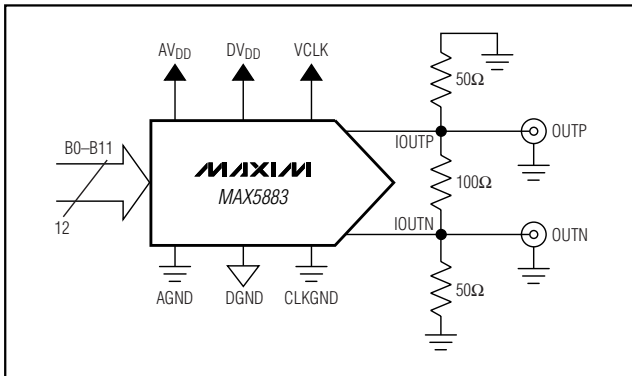 AVDD DVDD VCLK
50Ω
B0–B11
IOUTP
OUTP
MAXIM
MAX5883
100Ω
IOUTN
OUTN
12
50Ω
AGND DGND CLKGND